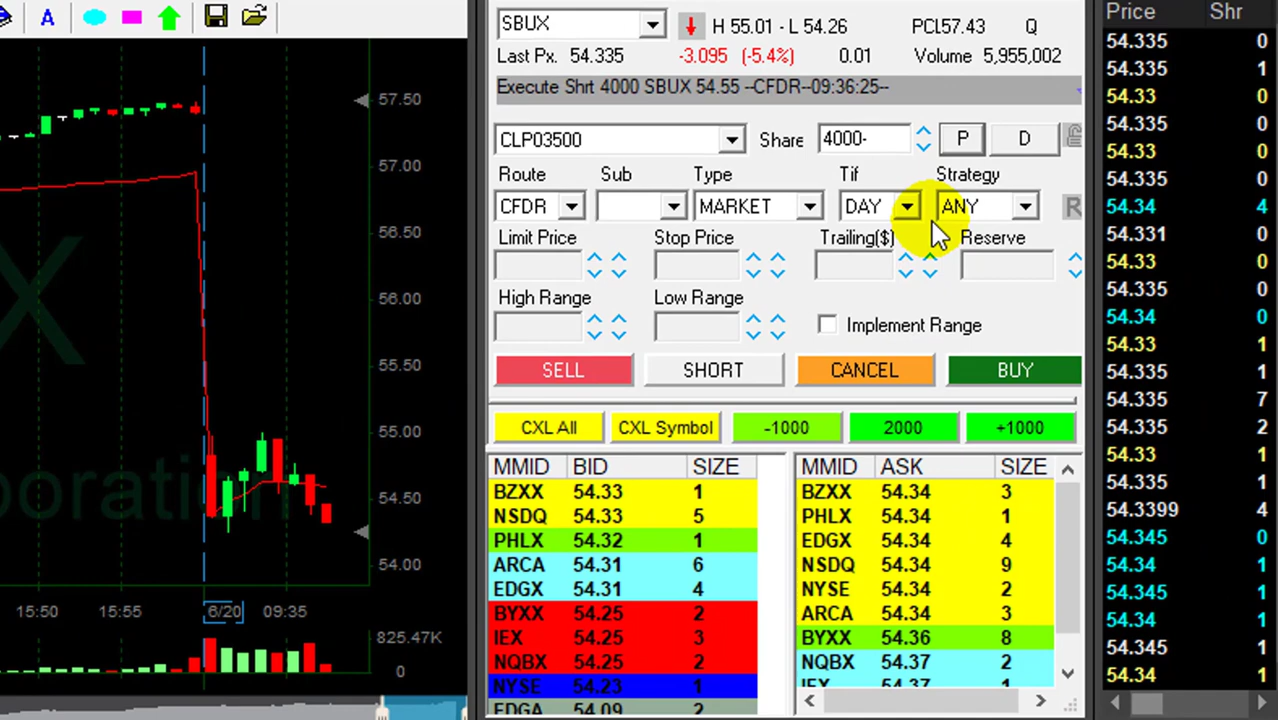 A
57.50
57.00
56.50
56.00
55.50
55.00
54.50
54.00
X
poration
15:50 15:55 6/20 09:35
825.47K
0
SBUX H 55.01 - L 54.26 PCL57.43 Q
Last Px. 54.335 -3.095 (-5.4%) 0.01 Volume 5,955,002
Execute Shrt 4000 SBUX 54.55 --CFDR--09:36:25--
CLP03500 Share 4000- P D
Route Sub Type Tif Strategy
CFDR MARKET DAY ANY R
Limit Price Stop Price Trailing($) Reserve
High Range Low Range
Implement Range
SELL SHORT CANCEL BUY
CXL All CXL Symbol -1000 2000 +1000
MMID BID SIZE
BZXX 54.33 1
NSDQ 54.33 5
PHLX 54.32 1
ARCA 54.31 6
EDGX 54.31 4
BYXX 54.25 2
IEX 54.25 3
NQBX 54.25 2
NYSE 54.23 1
EDGA 54.09 2
MMID ASK SIZE
BZXX 54.34 3
PHLX 54.34 1
EDGX 54.34 4
NSDQ 54.34 9
NYSE 54.34 2
ARCA 54.34 3
BYXX 54.36 8
NQBX 54.37 2
IEX 54.37 1
Price Shr
54.335 0
54.335 1
54.33 0
54.335 0
54.33 0
54.335 0
54.34 4
54.331 0
54.33 0
54.335 0
54.34 0
54.33 1
54.335 1
54.335 7
54.335 2
54.33 1
54.335 1
54.3399 4
54.345 0
54.34 1
54.345 1
54.34 1
54.345 1
54.34 1